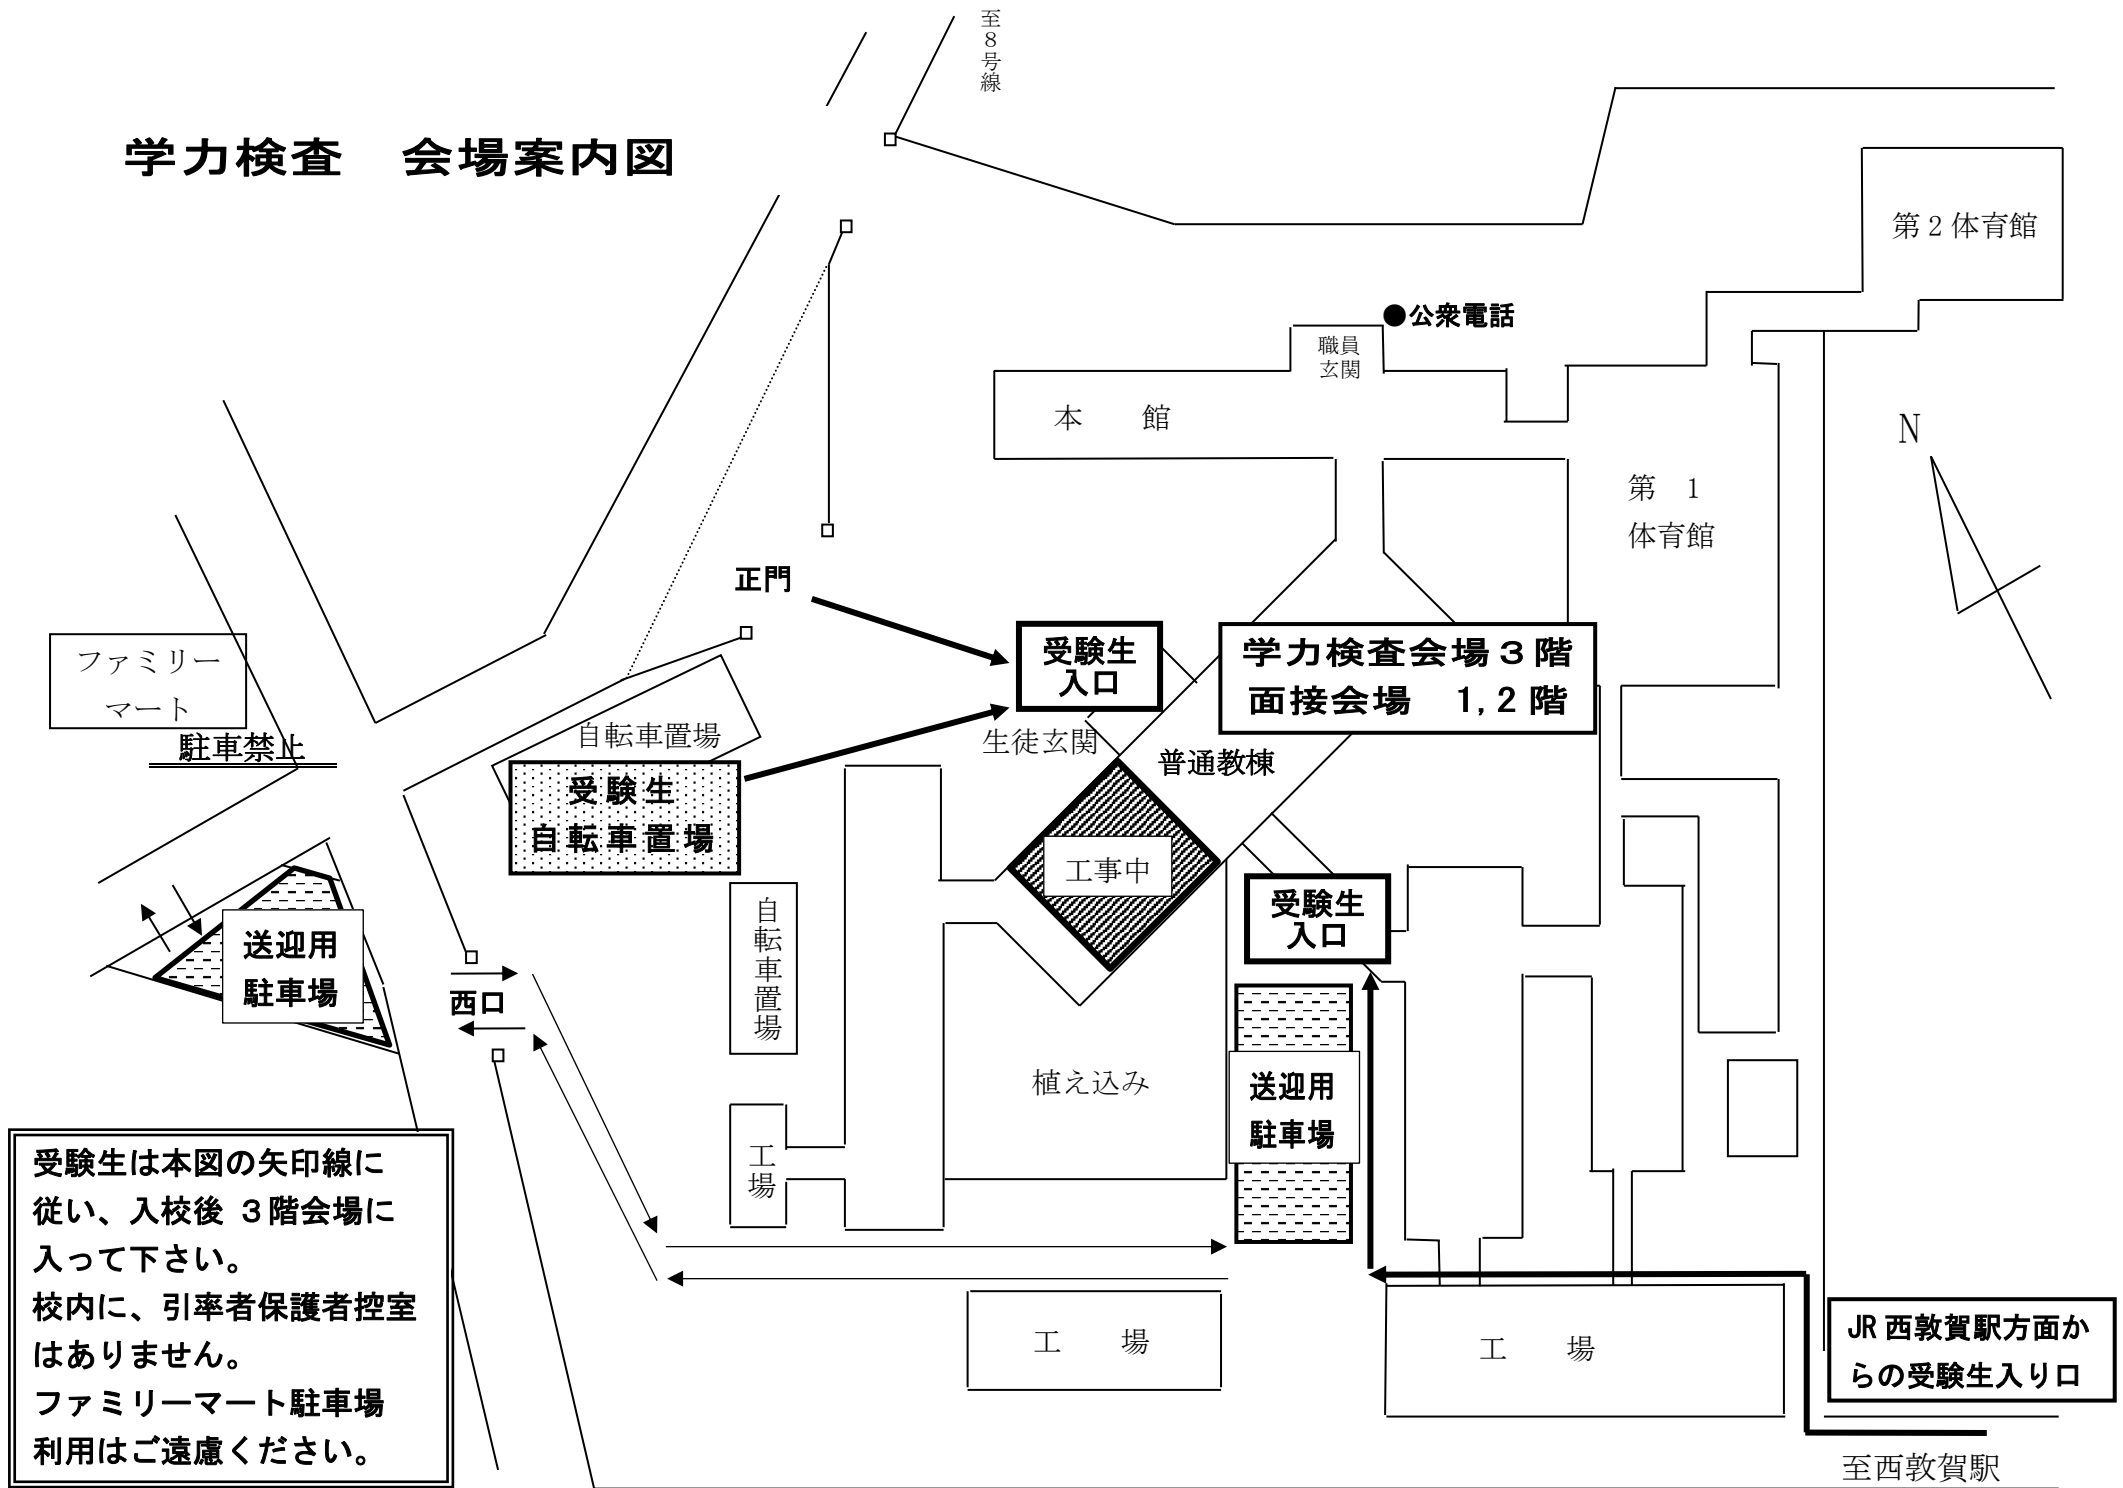 至８号線
学力検査　会場案内図
第２体育館
●公衆電話
職員
玄関
本　　館
N
第　１
体育館
正門
受験生
入口
学力検査会場３階
面接会場　1,2階
ファミリー
マート
駐車禁止
自転車置場
生徒玄関
普通教棟
受験生
自転車置場
工事中
自転車置場
受験生
入口
送迎用
駐車場
西口
植え込み
送迎用
駐車場
工場
受験生は本図の矢印線に
従い、入校後 ３階会場に
入って下さい。
校内に、引率者保護者控室
はありません。
ファミリーマート駐車場
利用はご遠慮ください。
工　　場
工　　場
JR 西敦賀駅方面か
らの受験生入り口
至西敦賀駅